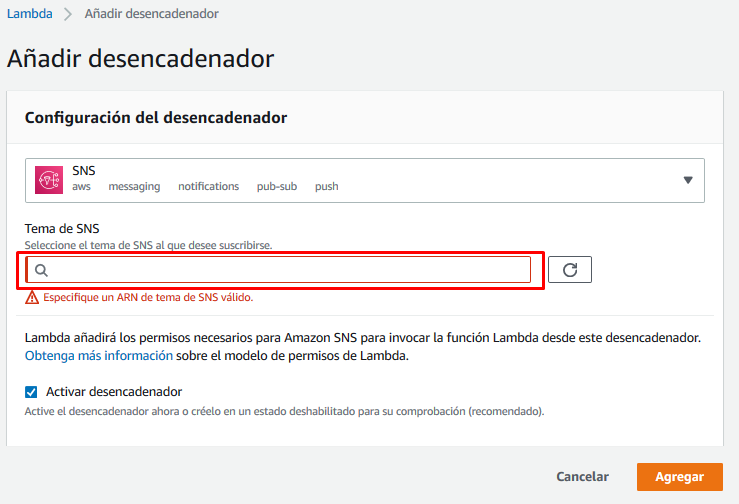 Lambda > Añadir desencadenador
Añadir desencadenador
Configuración del desencadenador
SNS
aws messaging notifications pub-sub push
Tema de SNS
Seleccione el tema de SNS al que desee suscribirse.
Especifique un ARN de tema de SNS válido.
Lambda añadirá los permisos necesarios para Amazon SNS para invocar la función Lambda desde este desencadenador.
Obtenga más información sobre el modelo de permisos de Lambda.
Activar desencadenador
Active el desencadenador ahora o créelo en un estado deshabilitado para su comprobación (recomendado).
Cancelar Agregar